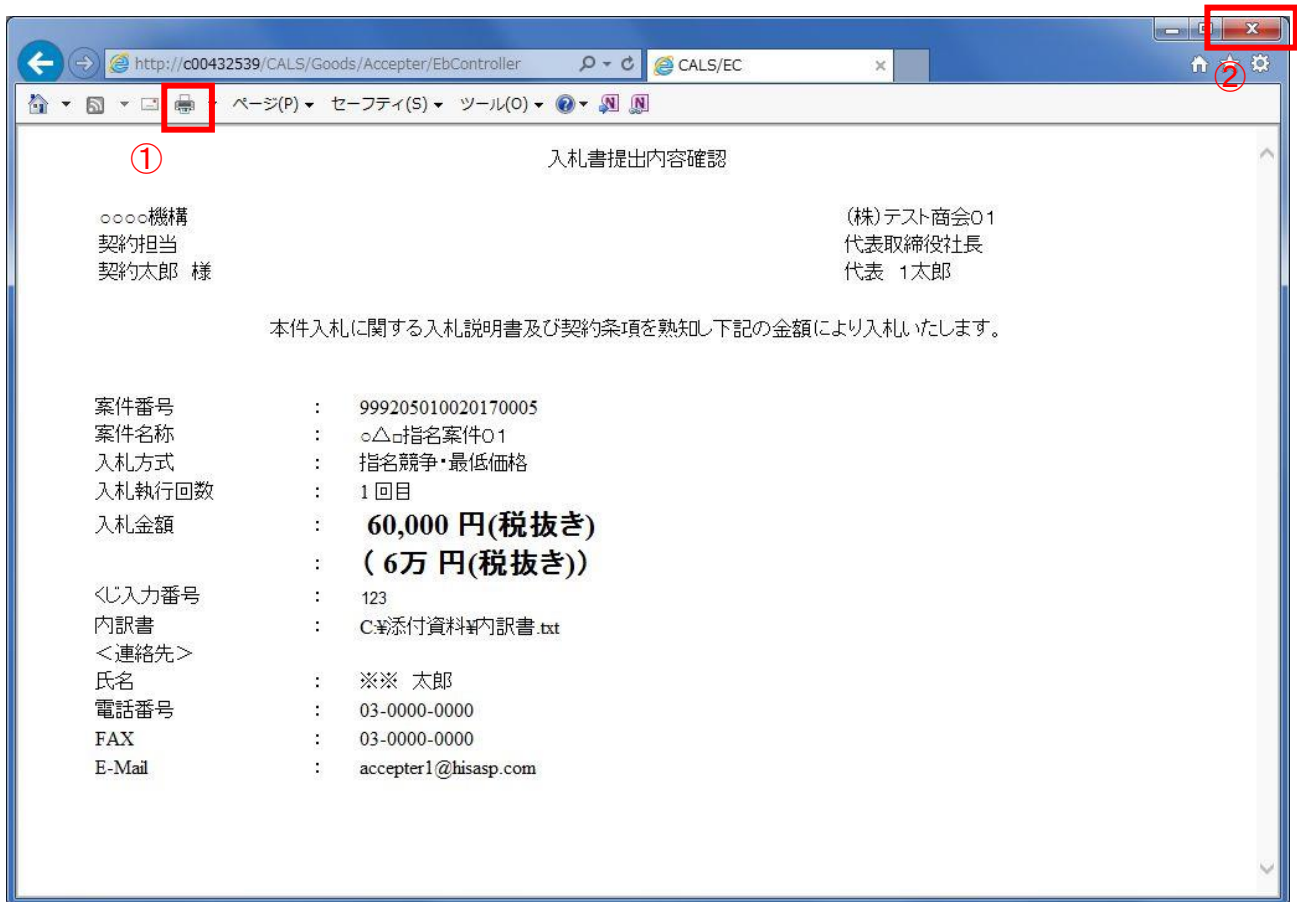 ②
http://c00432539/CALS/Goods/Accepter/EbController CALS/EC
ページ(P) セーフティ(S) ツール(O)
①
入札書提出内容確認
○○○○機構 (株)テスト商会01
契約担当 代表取締役社長
契約太郎 様 代表 1太郎
本件入札に関する入札説明書及び契約条項を熟知し下記の金額により入札いたします。
案件番号 : 999205010020170005
案件名称 : ○△□指名案件01
入札方式 : 指名競争・最低価格
入札執行回数 : 1回目
入札金額 : 60,000 円(税抜き)
: ( 6万 円(税抜き))
くじ入力番号 : 123
内訳書 : C:¥添付資料¥内訳書.txt
＜連絡先＞
氏名 : ※※ 太郎
電話番号 : 03-0000-0000
FAX : 03-0000-0000
E-Mail : accepter1@hisasp.com